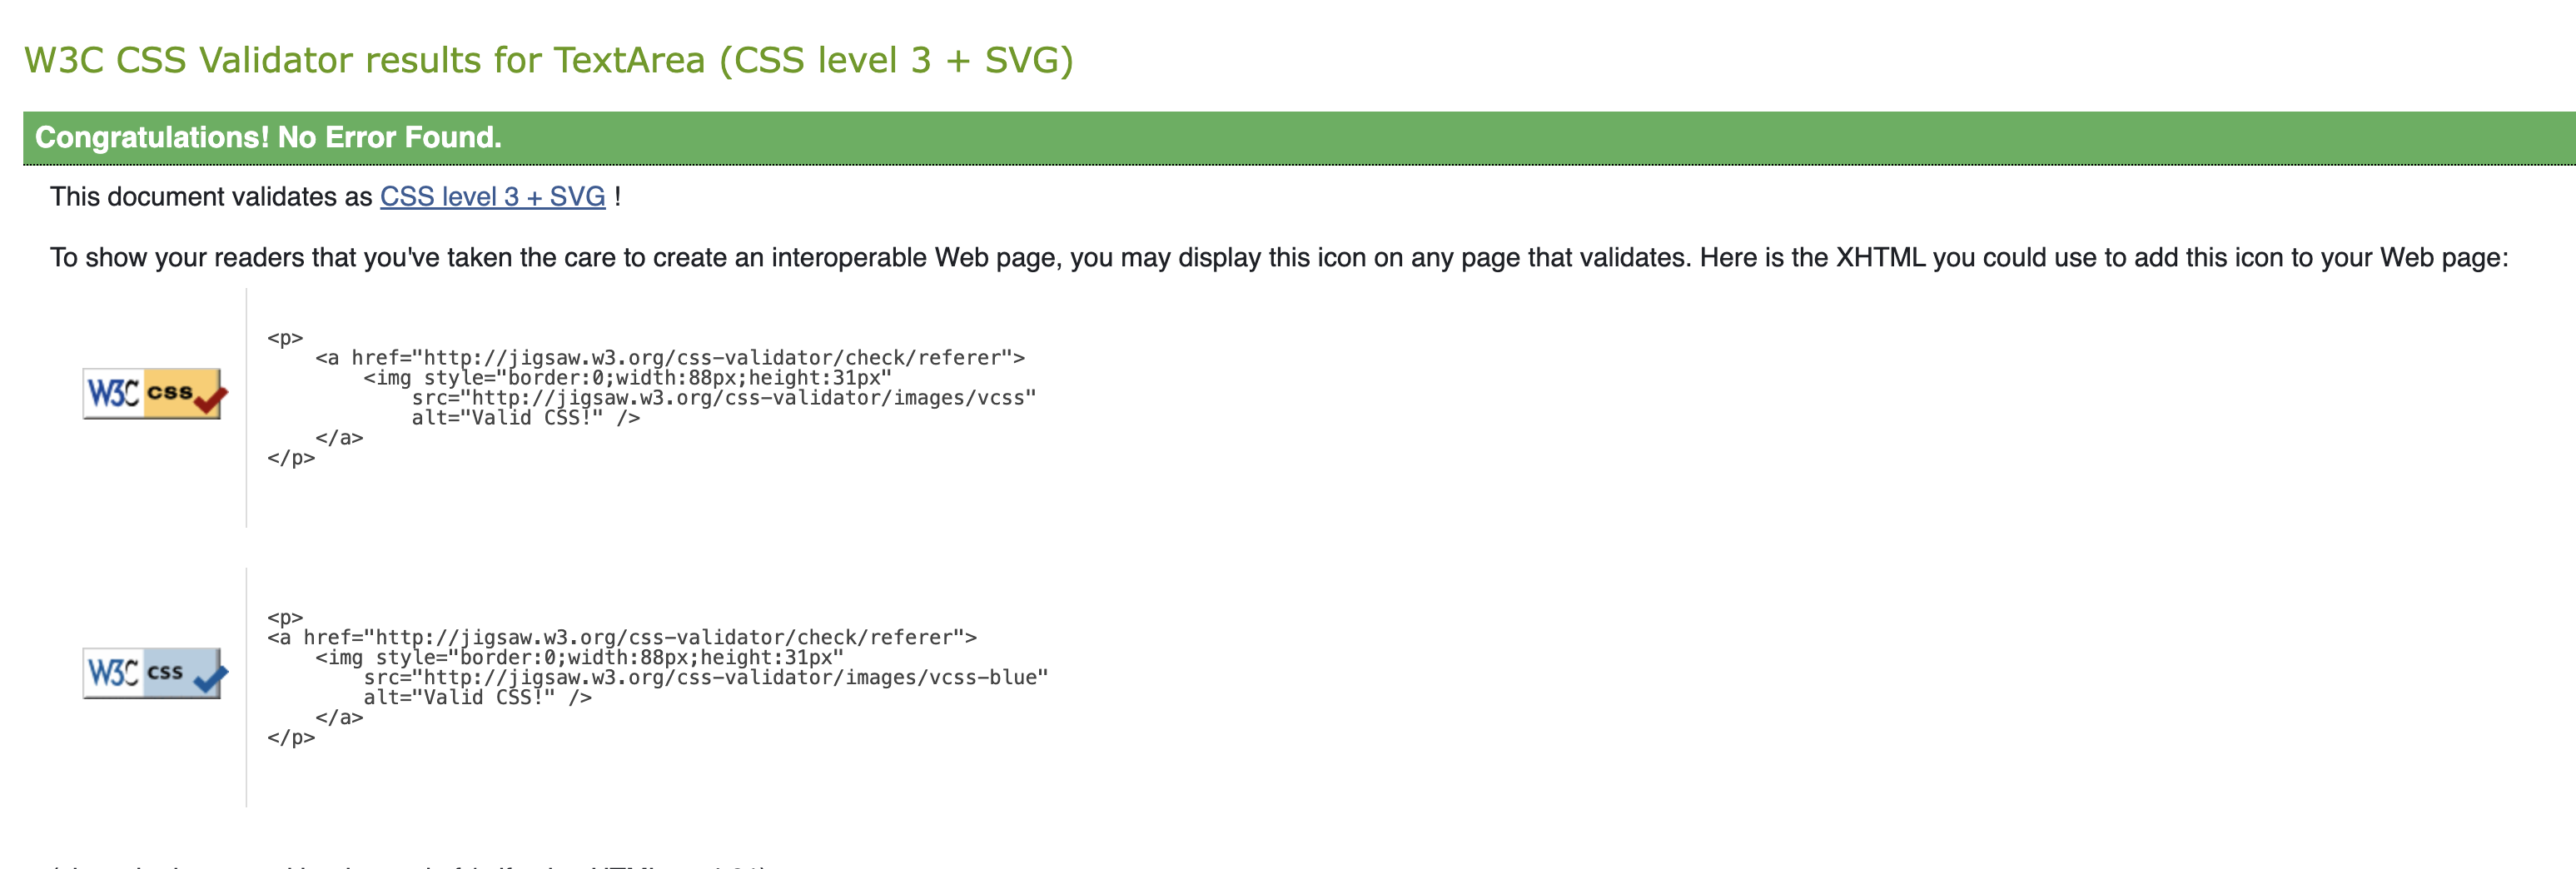 W3C CSS Validator results for TextArea (CSS level 3 + SVG)
Congratulations! No Error Found.
This document validates as CSS level 3 + SVG !
To show your readers that you've taken the care to create an interoperable Web page, you may display this icon on any page that validates. Here is the XHTML you could use to add this icon to your Web page:
W3C css
<p>
<a href="http://jigsaw.w3.org/css-validator/check/referer">
<img style="border:0;width:88px;height:31px"
src="http://jigsaw.w3.org/css-validator/images/vcss"
alt="Valid CSS!" />
</a>
</p>
W3C css
<p>
<a href="http://jigsaw.w3.org/css-validator/check/referer">
<img style="border:0;width:88px;height:31px"
src="http://jigsaw.w3.org/css-validator/images/vcss-blue"
alt="Valid CSS!" />
</a>
</p>